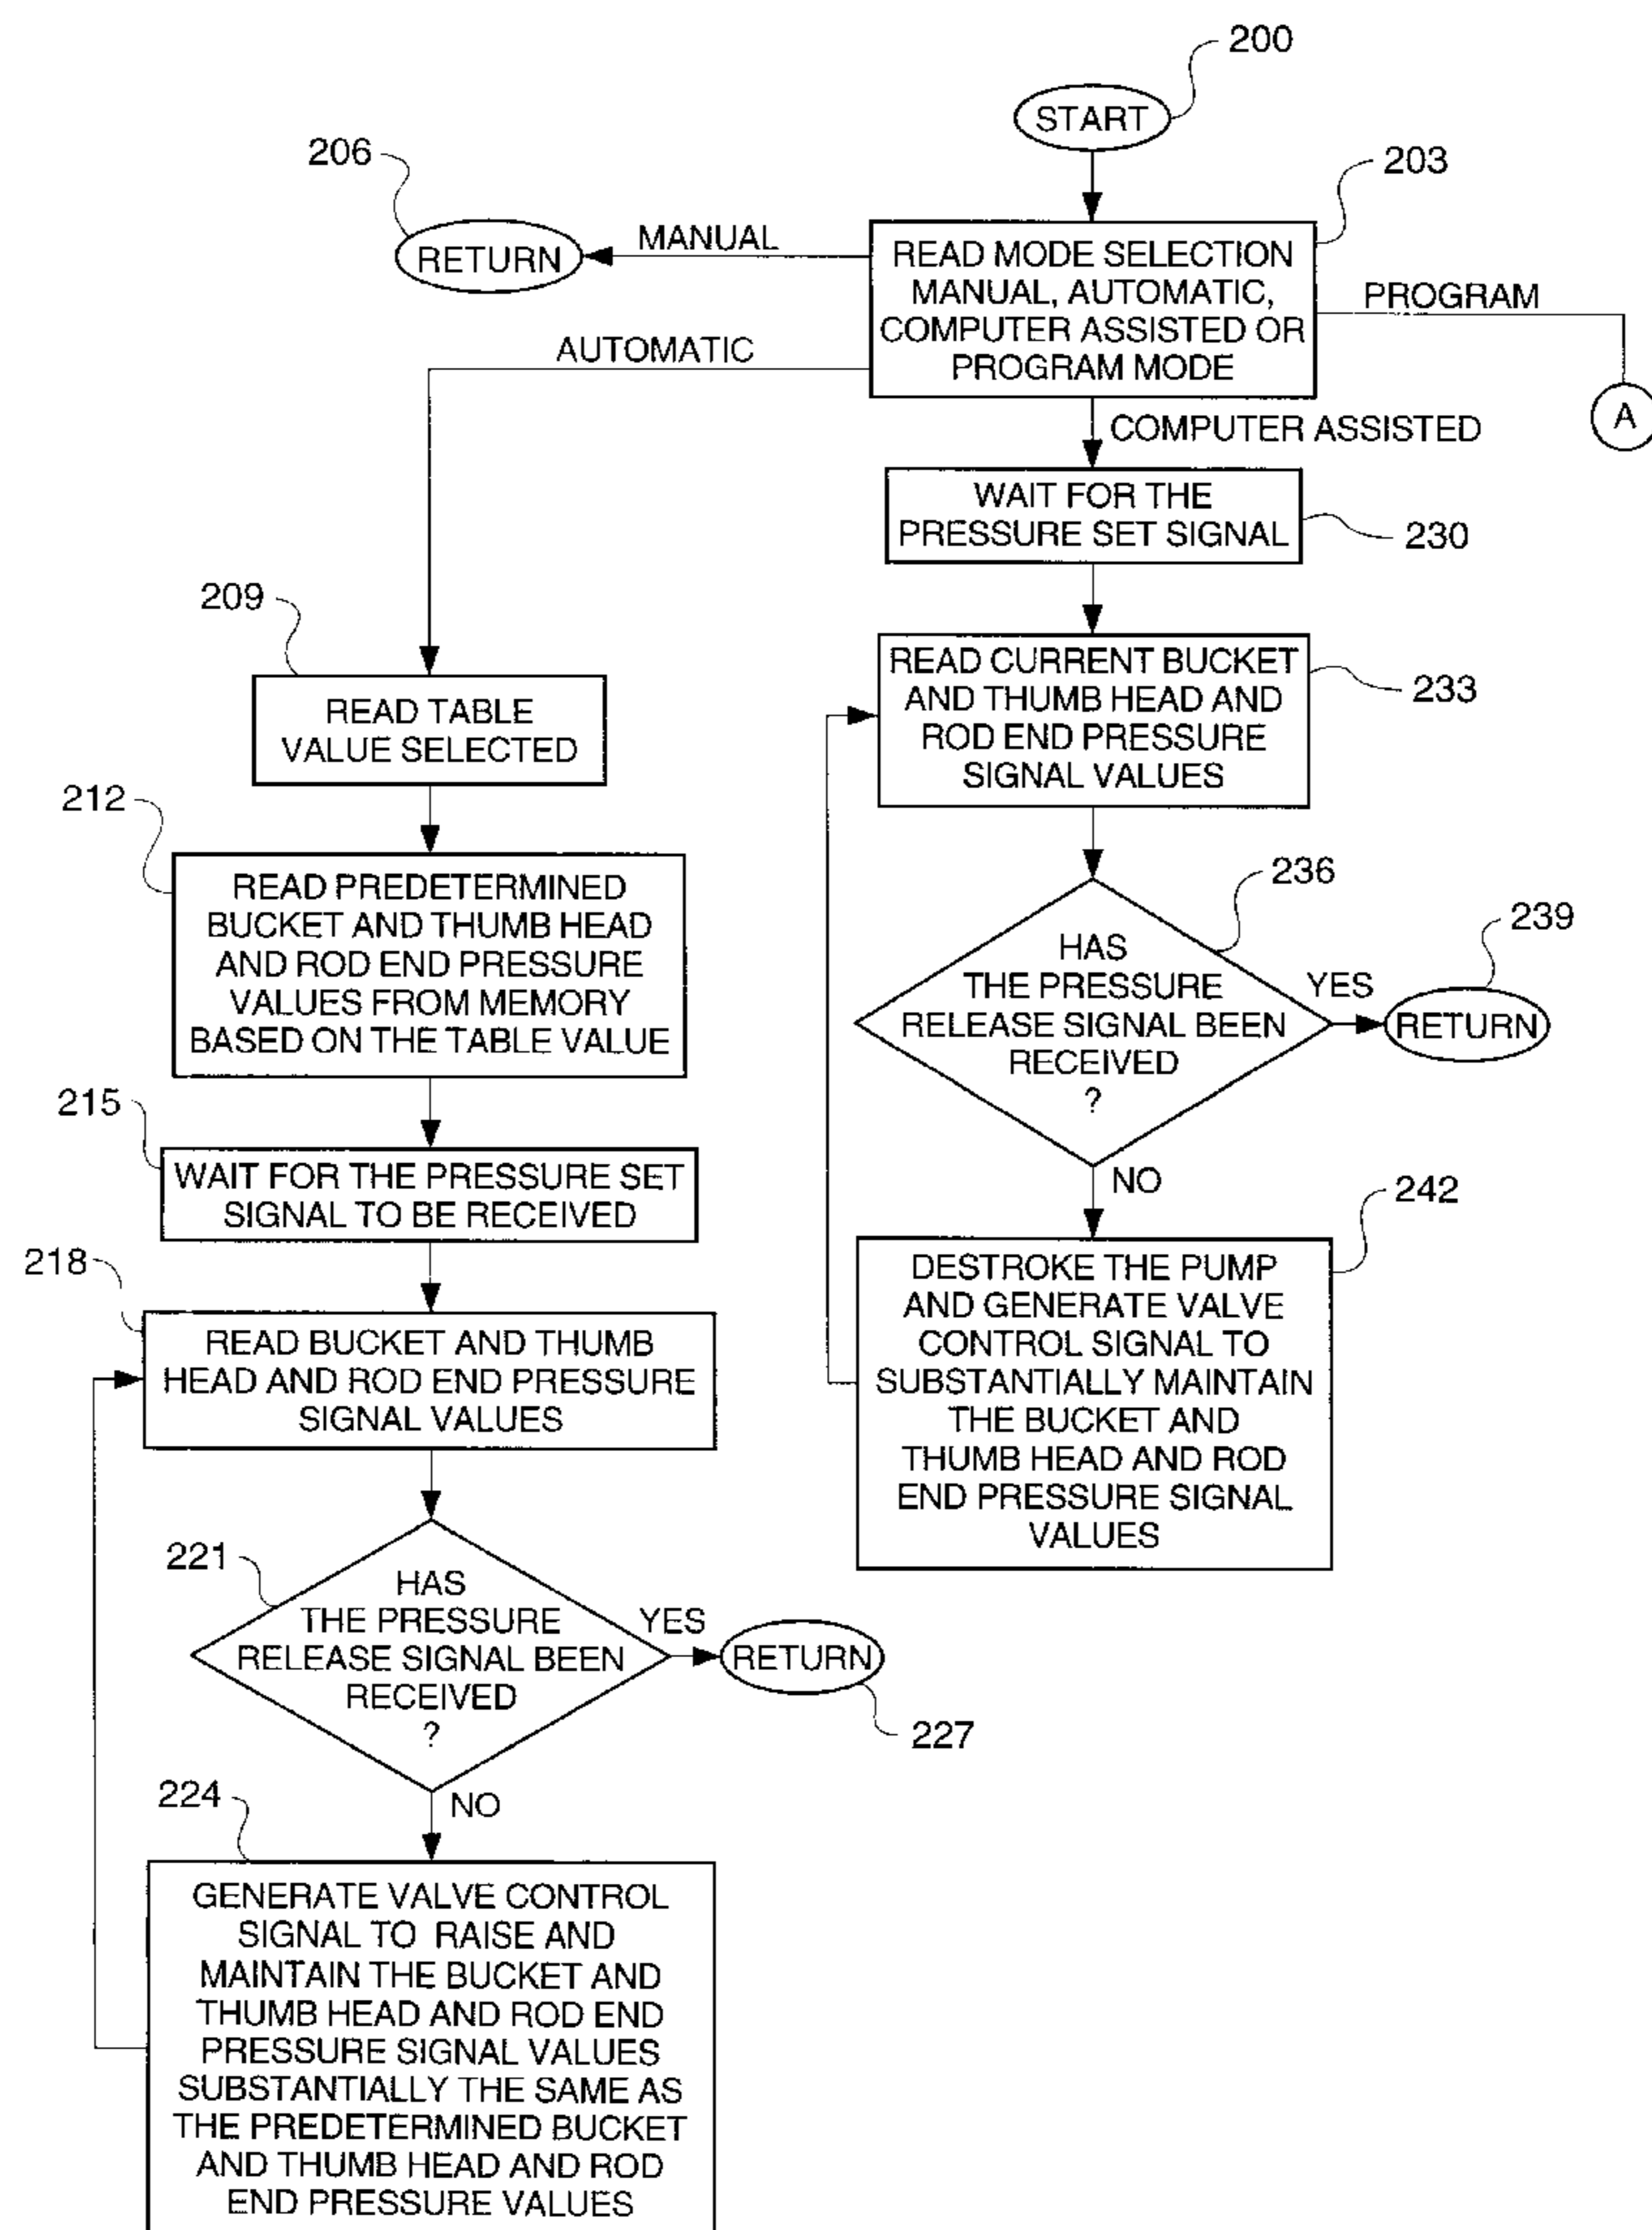 200
START
206
203
RETURN
MANUAL
READ MODE SELECTION
MANUAL, AUTOMATIC,
COMPUTER ASSISTED OR
PROGRAM MODE
PROGRAM
AUTOMATIC
A
COMPUTER ASSISTED
WAIT FOR THE
PRESSURE SET SIGNAL
230
209
READ TABLE
VALUE SELECTED
READ CURRENT BUCKET
AND THUMB HEAD AND
ROD END PRESSURE
SIGNAL VALUES
233
212
READ PREDETERMINED
BUCKET AND THUMB HEAD
AND ROD END PRESSURE
VALUES FROM MEMORY
BASED ON THE TABLE VALUE
236
HAS
THE PRESSURE
RELEASE SIGNAL BEEN
RECEIVED
?
YES
239
RETURN
215
WAIT FOR THE PRESSURE SET
SIGNAL TO BE RECEIVED
NO
242
DESTROKE THE PUMP
AND GENERATE VALVE
CONTROL SIGNAL TO
SUBSTANTIALLY MAINTAIN
THE BUCKET AND
THUMB HEAD AND ROD
END PRESSURE SIGNAL
VALUES
218
READ BUCKET AND THUMB
HEAD AND ROD END PRESSURE
SIGNAL VALUES
221
HAS
THE PRESSURE
RELEASE SIGNAL BEEN
RECEIVED
?
YES
RETURN
227
NO
224
GENERATE VALVE CONTROL
SIGNAL TO RAISE AND
MAINTAIN THE BUCKET AND
THUMB HEAD AND ROD END
PRESSURE SIGNAL VALUES
SUBSTANTIALLY THE SAME AS
THE PREDETERMINED BUCKET
AND THUMB HEAD AND ROD
END PRESSURE VALUES